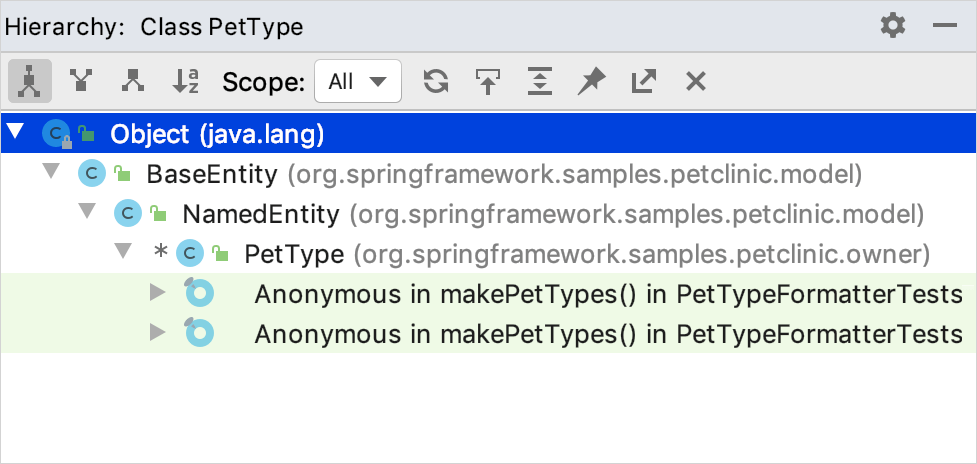 Hierarchy: Class PetType
Scope: All
Object (java.lang)
BaseEntity (org.springframework.samples.petclinic.model)
NamedEntity (org.springframework.samples.petclinic.model)
* PetType (org.springframework.samples.petclinic.owner)
Anonymous in makePetTypes() in PetTypeFormatterTests
Anonymous in makePetTypes() in PetTypeFormatterTests